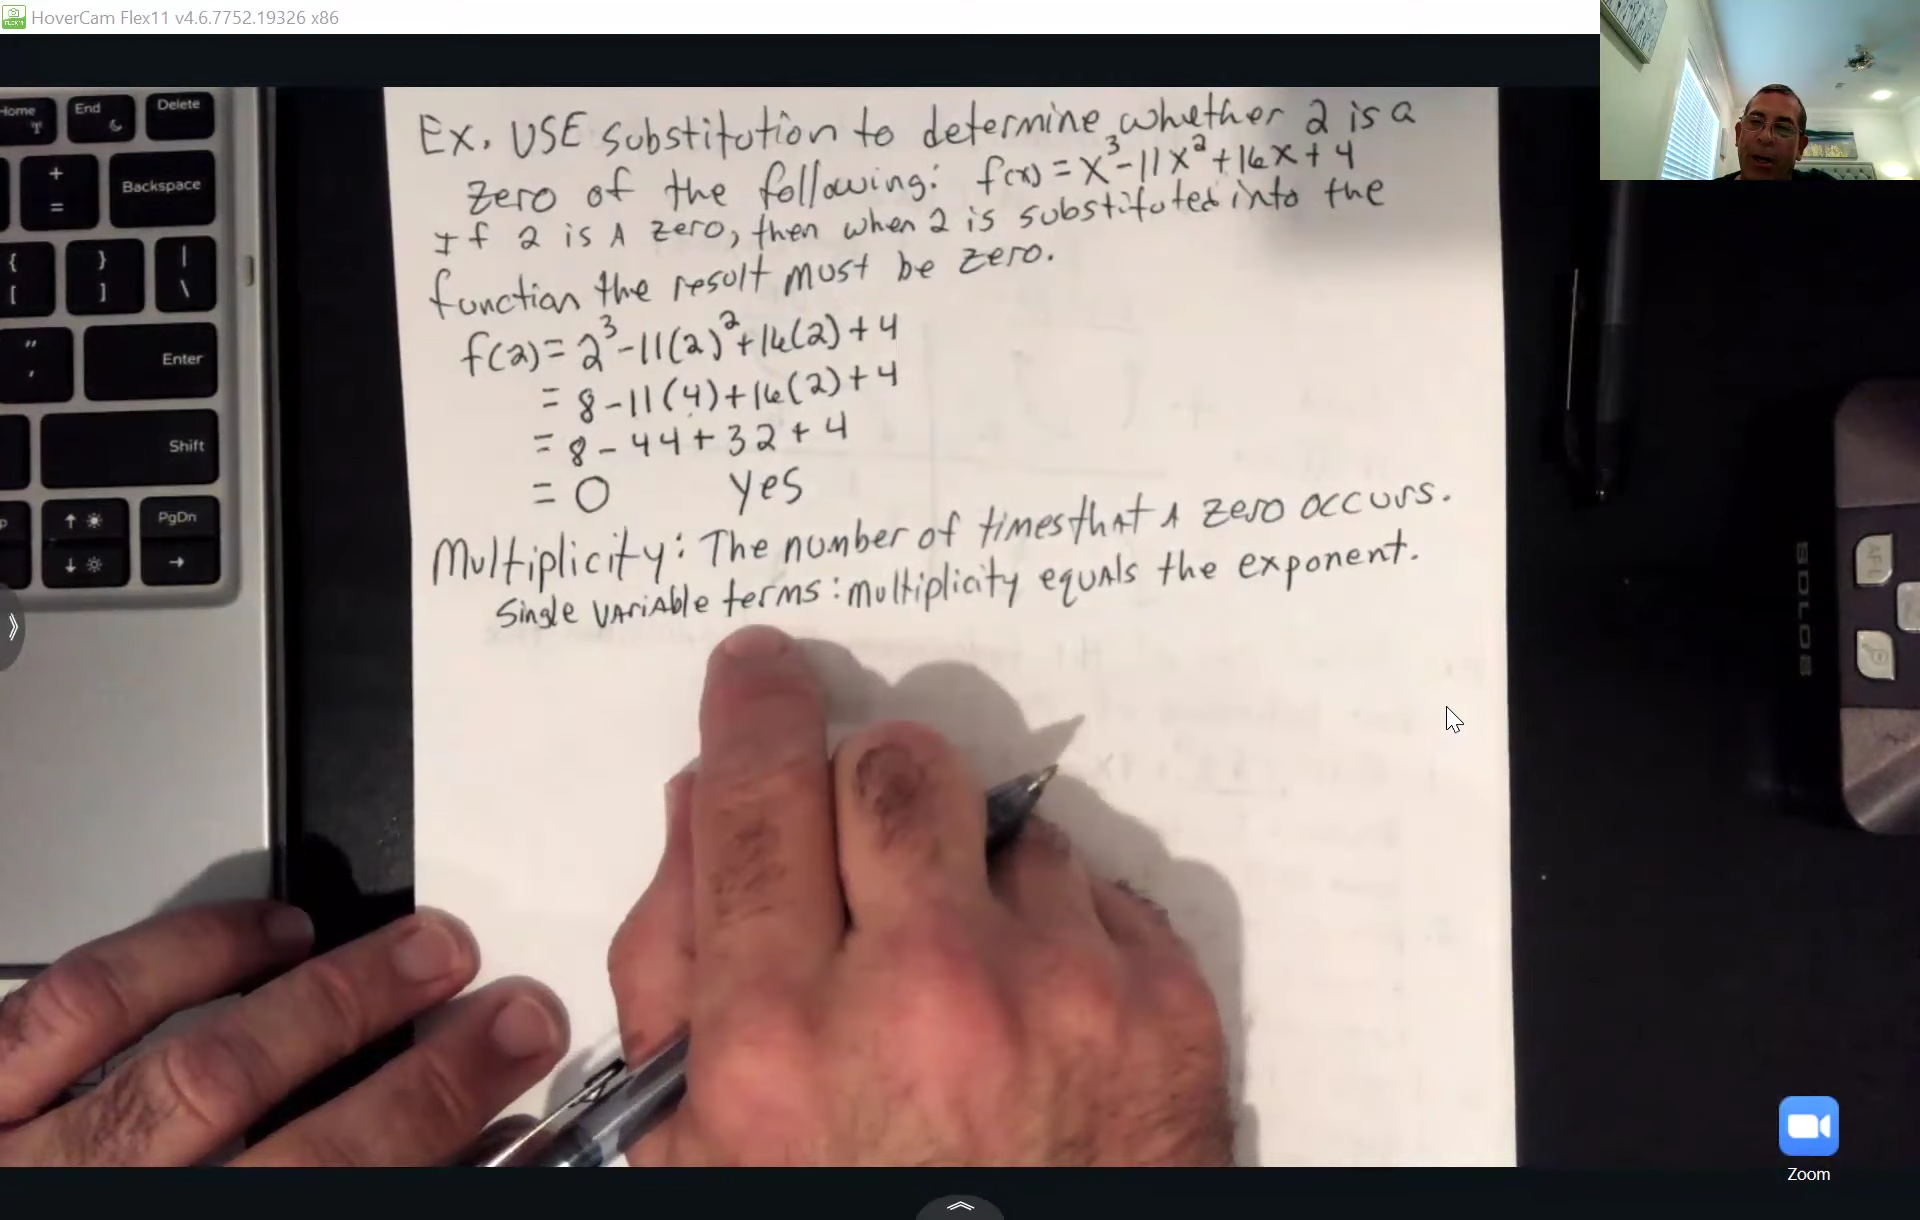 HoverCam Flex11 v4.6.7752.19326 x86
Home
End
Delete
+
=
Backspace
{
[
}
]
|
\
"
,
Enter
Shift
PgDn
Ex. USE substitution to determine whether 2 is a
zero of the following: f(x) = x³-11x²+16x+4
If 2 is A zero, then when 2 is substituted into the
function the result must be zero.
f(2) = 2³-11(2)²+16(2)+4
= 8-11(4)+16(2)+4
= 8-44+32+4
= 0 yes
Multiplicity: The number of times that A zero occurs.
Single VARiAble terms: multiplicity equAls the exponent.
AFL
Zoom